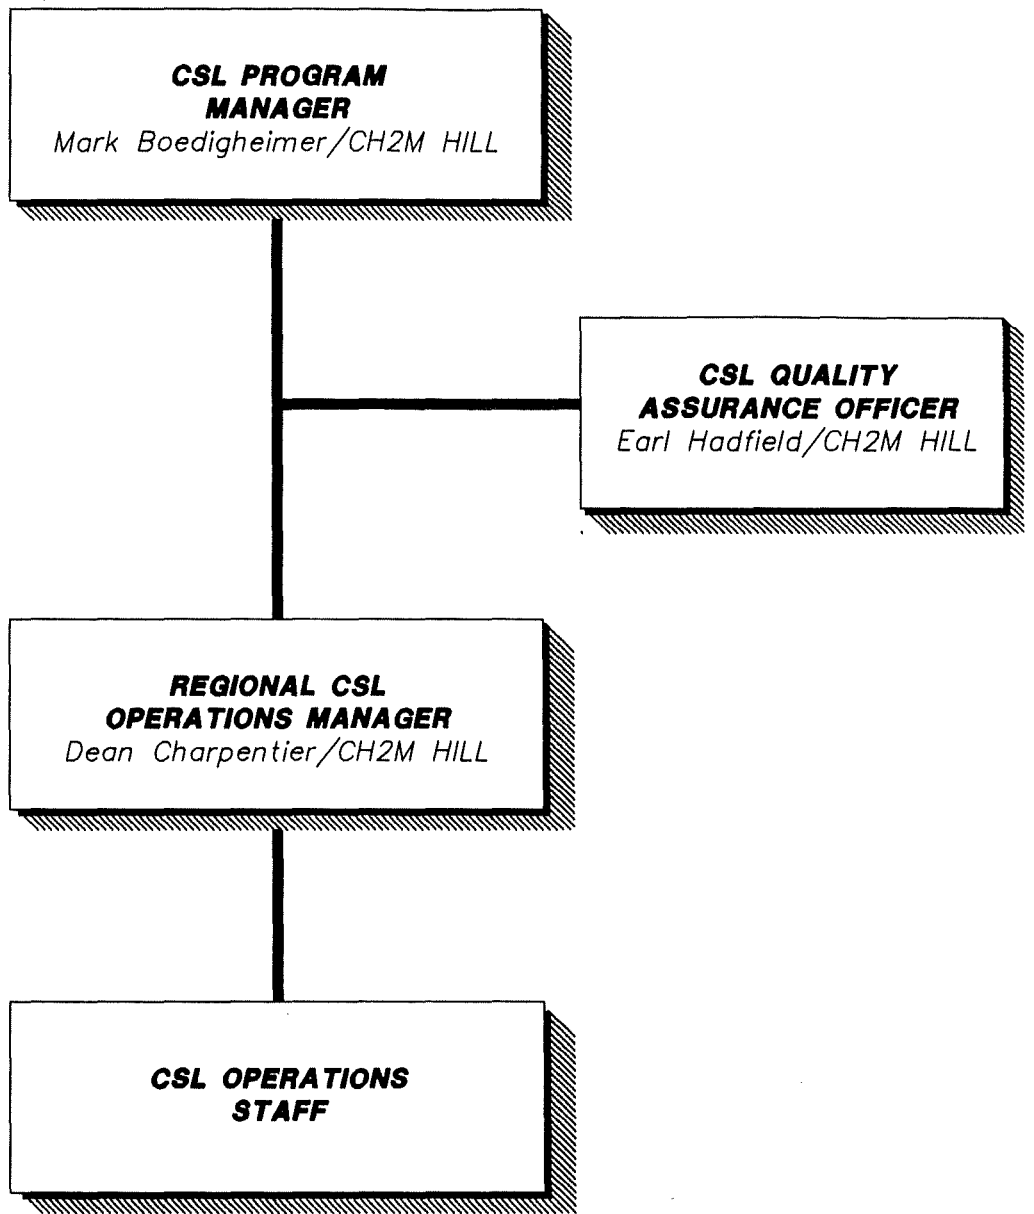 CSL PROGRAM
MANAGER
Mark Boedigheimer/CH2M HILL
CSL QUALITY
ASSURANCE OFFICER
Earl Hadfield/CH2M HILL
REGIONAL CSL
OPERATIONS MANAGER
Dean Charpentier/CH2M HILL
CSL OPERATIONS
STAFF